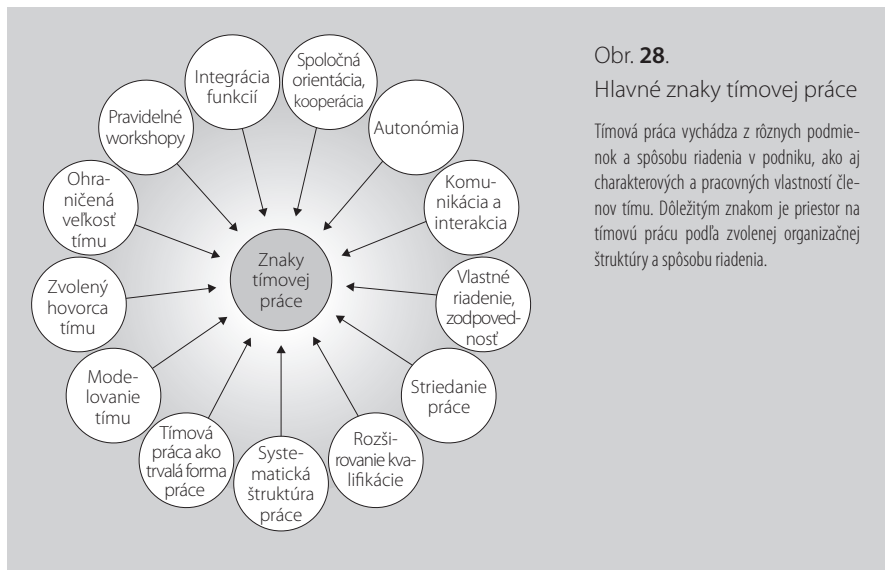 Spoločná
orientácia,
kooperácia
Autónomia
Komu-
nikácia a
interakcia
Vlastné
riadenie,
zodpoved-
nosť
Striedanie
práce
Rozši-
rovanie kva-
lifikácie
Syste-
matická
štruktúra
práce
Tímová
práca ako
trvalá forma
práce
Mode-
lovanie
tímu
Zvolený
hovorca
tímu
Ohra-
ničená
veľkosť
tímu
Pravidelné
workshopy
Integrácia
funkcií
Znaky
tímovej
práce
Obr. 28.
Hlavné znaky tímovej práce
Tímová práca vychádza z rôznych podmie-
nok a spôsobu riadenia v podniku, ako aj
charakterových a pracovných vlastností čle-
nov tímu. Dôležitým znakom je priestor na
tímovú prácu podľa zvolenej organizačnej
štruktúry a spôsobu riadenia.